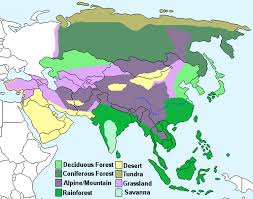 Deciduous Forest Desert
Coniferous Forest Tundra
Alpine/Mountain Grassland
Rainforest Savanna